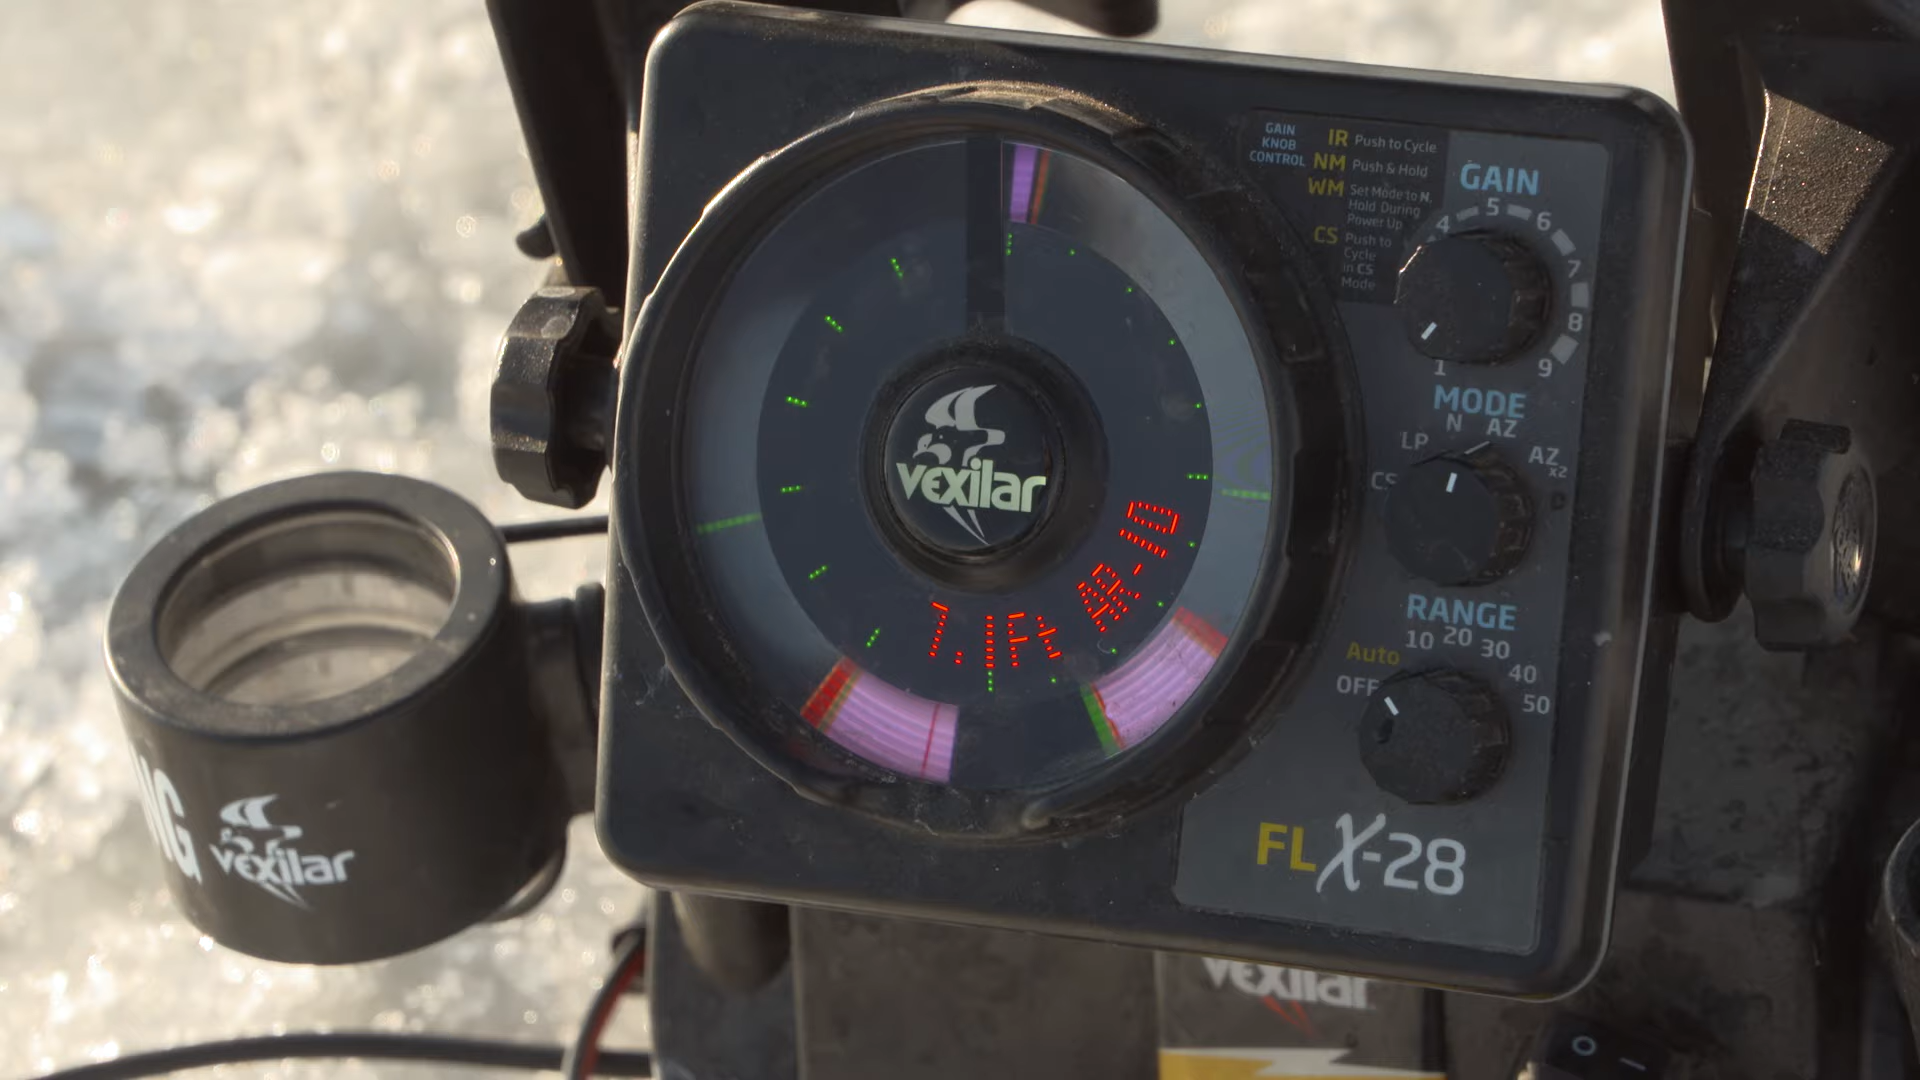 GAIN
KNOB
CONTROL
IR Push to Cycle
NM Push & Hold
WM Set Mode to N,
Hold During
Power Up
CS Push to
Cycle
in CS
Mode
GAIN
1 4 5 6 7 8 9
MODE
CS LP N AZ AZ x2
RANGE
OFF Auto 10 20 30 40 50
FLX-28
vexilar
7.1Ft AR-10
NG
vexilar
vexilar
O